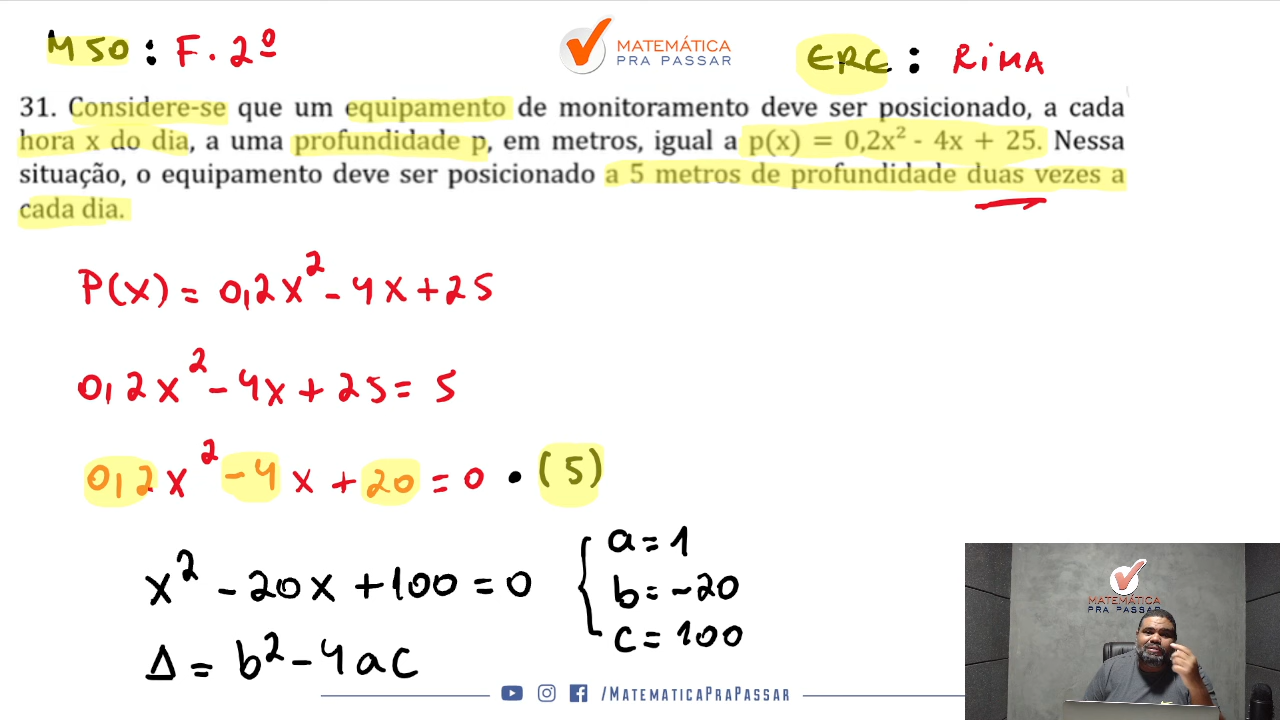 M50 : F. 2º
MATEMÁTICA
PRA PASSAR
ERC : RiMA
31. Considere-se que um equipamento de monitoramento deve ser posicionado, a cada
hora x do dia, a uma profundidade p, em metros, igual a p(x) = 0,2x² - 4x + 25. Nessa
situação, o equipamento deve ser posicionado a 5 metros de profundidade duas vezes a
cada dia.
P(x) = 0,2x² - 4x + 25
0,2x² - 4x + 25 = 5
0,2x² - 4x + 20 = 0 • (5)
x² - 20x + 100 = 0
a = 1
b = -20
c = 100
Δ = b² - 4ac
/MATEMATICAPRAPASSAR
MATEMÁTICA
PRA PASSAR